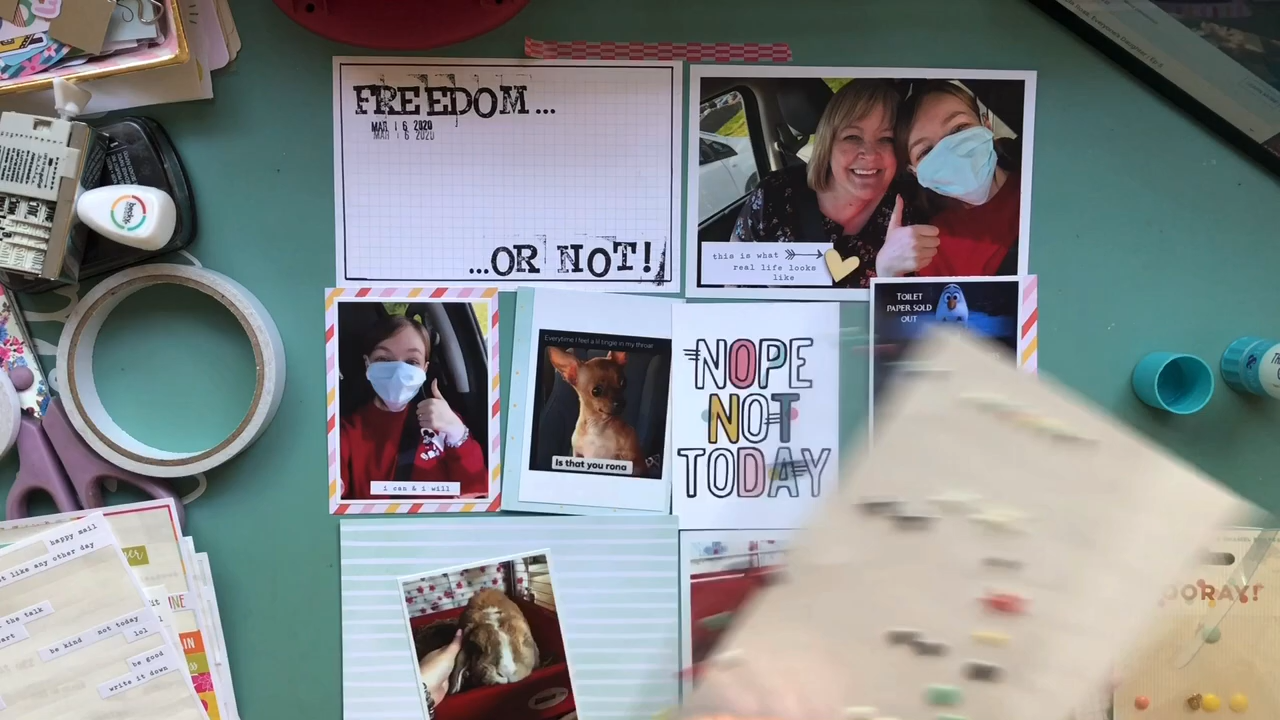 FREEDOM...
MAR 16 2020
MAR 16 2020
...OR NOT!
this is what
real life looks
like
TOILET
PAPER SOLD
OUT
Everytime I feel a lil tingle in my throat
Is that you rona
NOPE
NOT
TODAY
i can & i will
happy mail
t like any other day
talk
be kind
not today
lol
be good
write it down
OORAY!